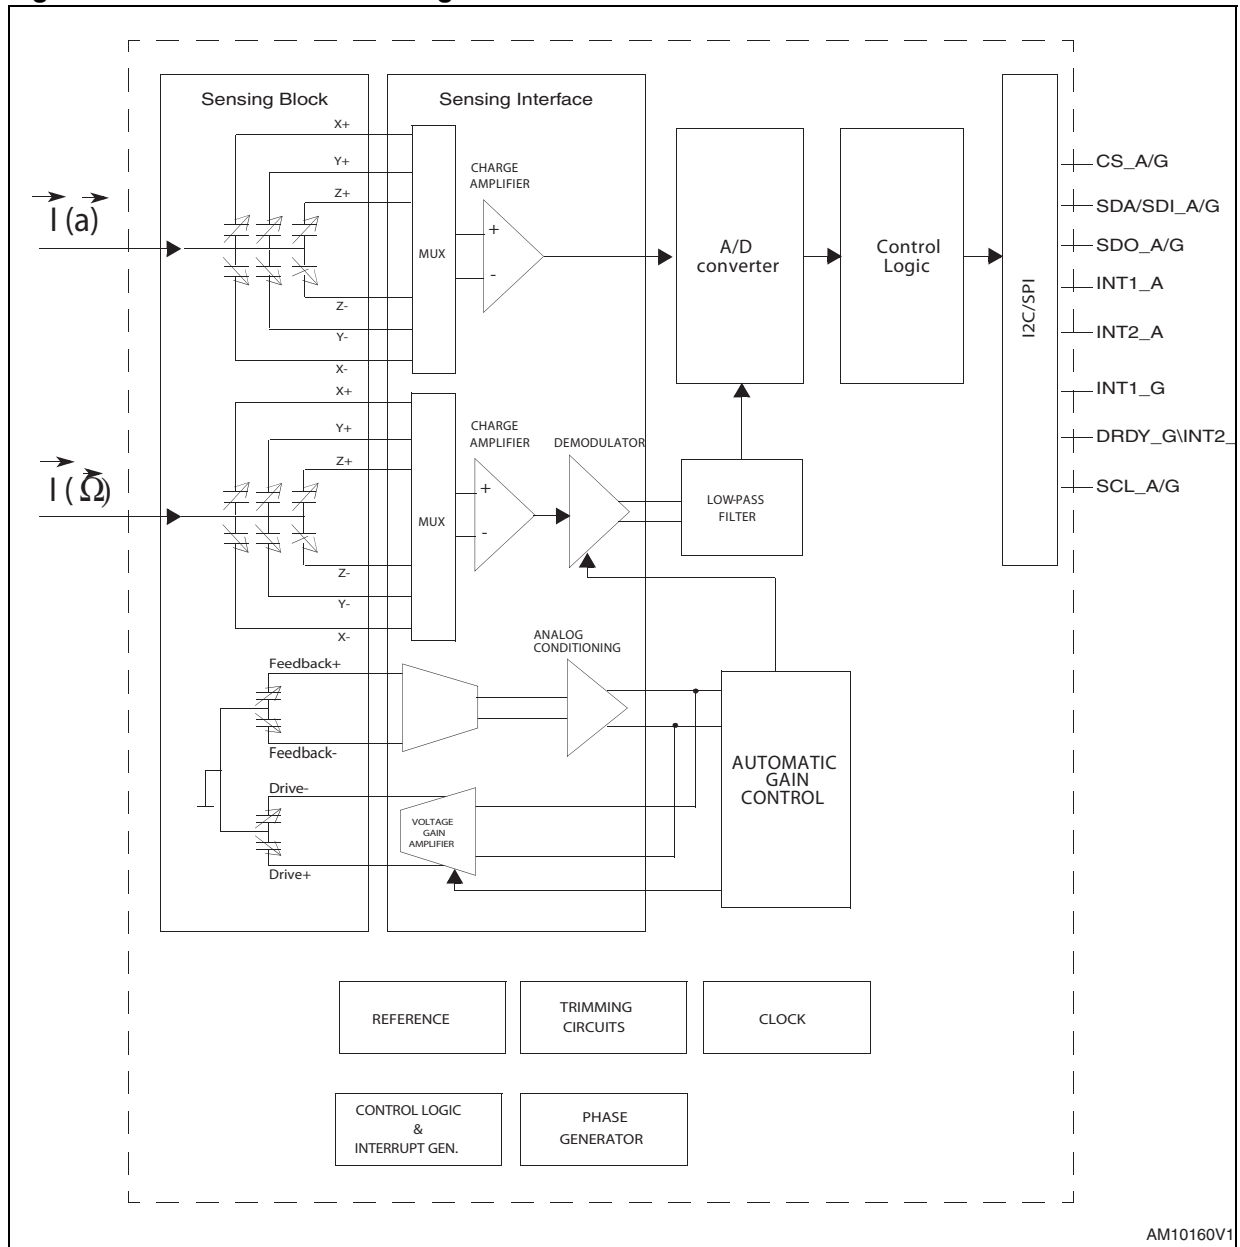 Sensing Block
Sensing Interface
X+
Y+
Z+
CHARGE
AMPLIFIER
I (a)
+
-
MUX
A/D
converter
Control
Logic
I2C/SPI
CS_A/G
SDA/SDI_A/G
SDO_A/G
INT1_A
INT2_A
INT1_G
DRDY_G\INT2_
SCL_A/G
Z-
Y-
X-
X+
Y+
Z+
CHARGE
AMPLIFIER
DEMODULATOR
I (Ω)
+
-
MUX
LOW-PASS
FILTER
Z-
Y-
X-
ANALOG
CONDITIONING
Feedback+
Feedback-
Drive-
Drive+
VOLTAGE
GAIN
AMPLIFIER
AUTOMATIC
GAIN
CONTROL
REFERENCE
TRIMMING
CIRCUITS
CLOCK
CONTROL LOGIC
&
INTERRUPT GEN.
PHASE
GENERATOR
AM10160V1